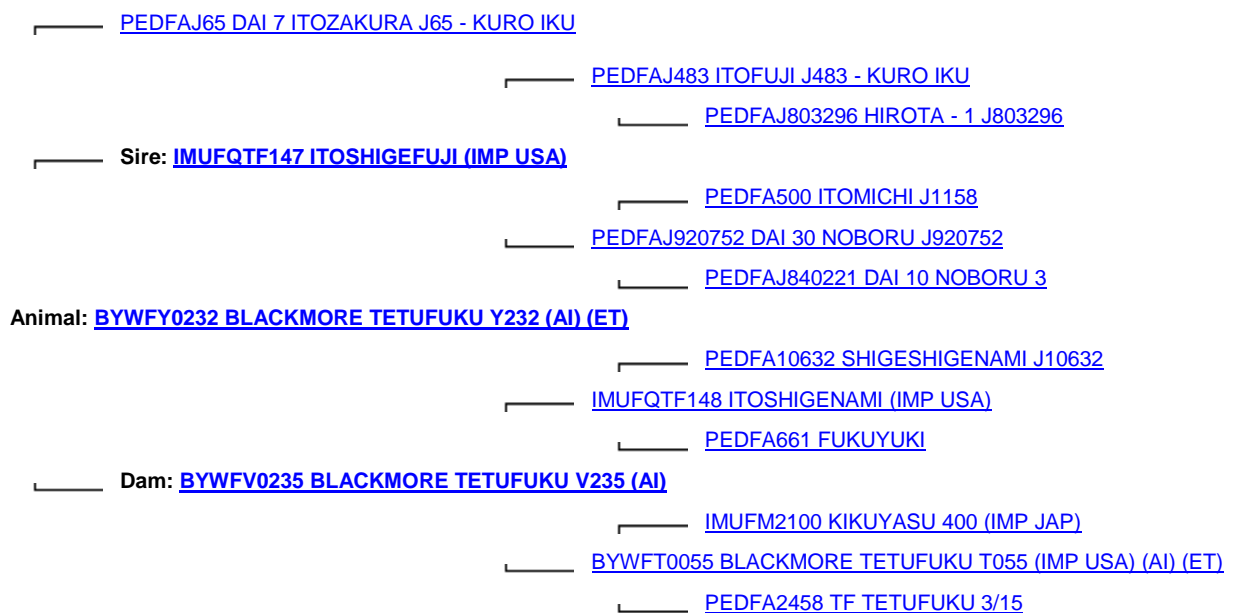 PEDFAJ65 DAI 7 ITOZAKURA J65 - KURO IKU
PEDFAJ483 ITOFUJI J483 - KURO IKU
PEDFAJ803296 HIROTA - 1 J803296
Sire: IMUFQTF147 ITOSHIGEFUJI (IMP USA)
PEDFA500 ITOMICHI J1158
PEDFAJ920752 DAI 30 NOBORU J920752
PEDFAJ840221 DAI 10 NOBORU 3
Animal: BYWFY0232 BLACKMORE TETUFUKU Y232 (AI) (ET)
PEDFA10632 SHIGESHIGENAMI J10632
IMUFQTF148 ITOSHIGENAMI (IMP USA)
PEDFA661 FUKUYUKI
Dam: BYWFV0235 BLACKMORE TETUFUKU V235 (AI)
IMUFM2100 KIKUYASU 400 (IMP JAP)
BYWFT0055 BLACKMORE TETUFUKU T055 (IMP USA) (AI) (ET)
PEDFA2458 TF TETUFUKU 3/15